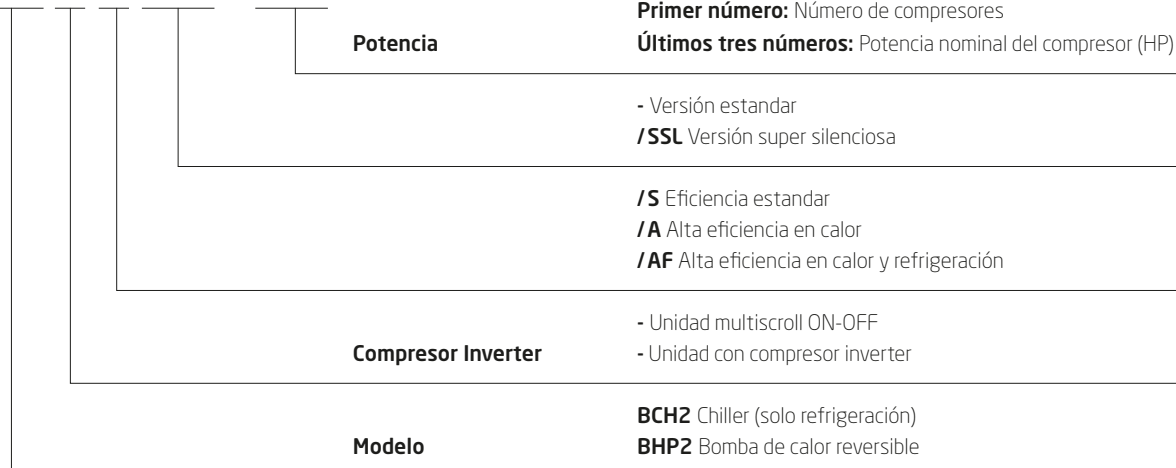 Primer número: Número de compresores
Potencia Últimos tres números: Potencia nominal del compresor (HP)
- Versión estandar
/SSL Versión super silenciosa
/S Eficiencia estandar
/A Alta eficiencia en calor
/AF Alta eficiencia en calor y refrigeración
- Unidad multiscroll ON-OFF
Compresor Inverter - Unidad con compresor inverter
BCH2 Chiller (solo refrigeración)
Modelo BHP2 Bomba de calor reversible